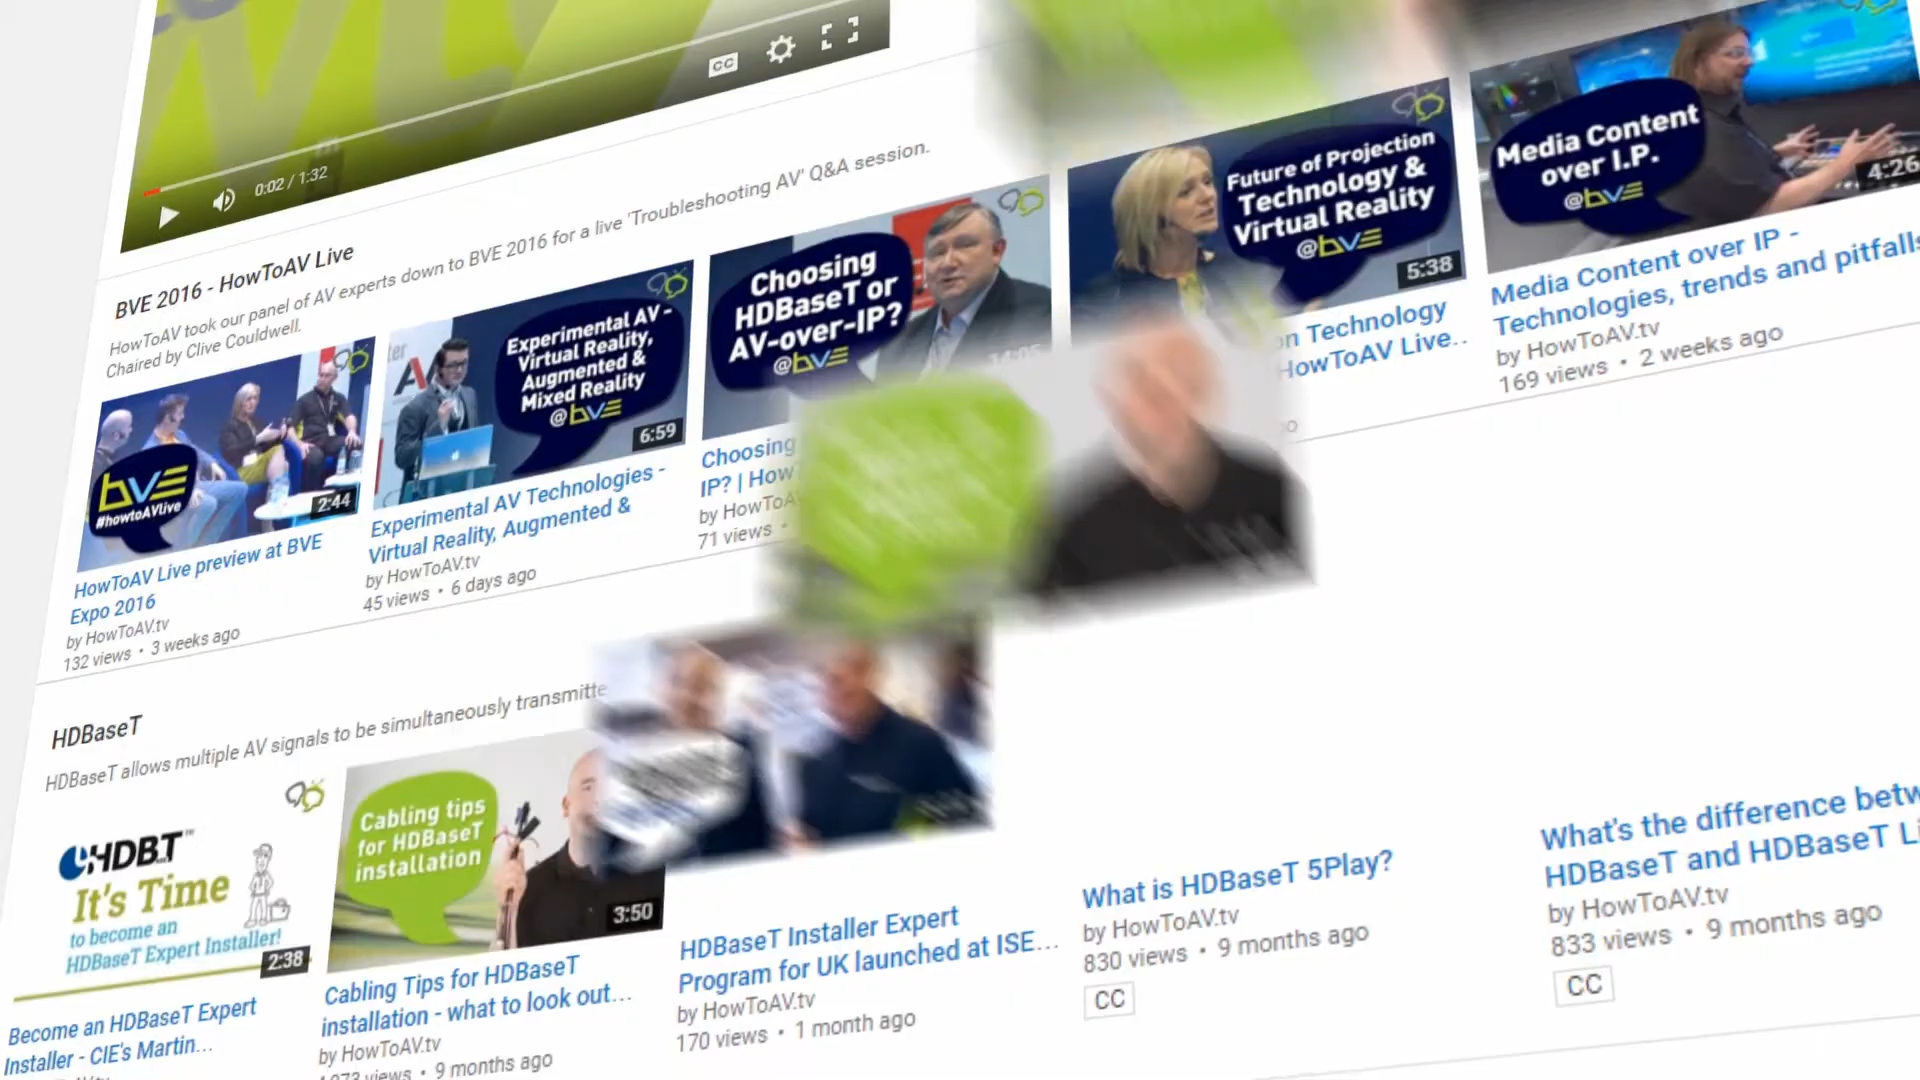 CC
0:02 / 1:32
BVE 2016 - HowToAV Live
HowToAV took our panel of AV experts down to BVE 2016 for a live 'Troubleshooting AV' Q&A session.
Chaired by Clive Couldwell.
bve
#howtoAVlive
2:44
HowToAV Live preview at BVE
Expo 2016
by HowToAV.tv
132 views • 3 weeks ago
Experimental AV -
Virtual Reality,
Augmented &
Mixed Reality
@bve
6:59
Experimental AV Technologies -
Virtual Reality, Augmented &
by HowToAV.tv
45 views • 6 days ago
Choosing
HDBaseT or
AV-over-IP?
@bve
14:05
Choosing
IP? | How
by HowToA
71 views •
Future of Projection
Technology &
Virtual Reality
@bve
5:38
on Technology
HowToAV Live..
Media Content
over I.P.
@bve
4:26
Media Content over IP -
Technologies, trends and pitfalls
by HowToAV.tv
169 views • 2 weeks ago
HDBaseT
HDBaseT allows multiple AV signals to be simultaneously transmitte
HDBT™
It's Time
to become an
HDBaseT Expert Installer!
2:38
Become an HDBaseT Expert
Installer - CIE's Martin...
Cabling tips
for HDBaseT
installation
3:50
Cabling Tips for HDBaseT
installation - what to look out...
by HowToAV.tv
views • 9 months ago
HDBaseT Installer Expert
Program for UK launched at ISE...
by HowToAV.tv
170 views • 1 month ago
What is HDBaseT 5Play?
by HowToAV.tv
830 views • 9 months ago
CC
What's the difference betw
HDBaseT and HDBaseT Li
by HowToAV.tv
833 views • 9 months ago
CC